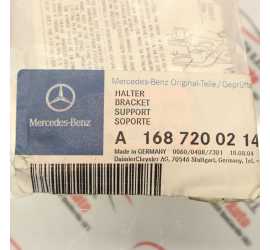 Mercedes-Benz Original-Teile / Geprüfte
HALTER
BRACKET
SUPPORT
SOPORTE
Mercedes-Benz
A 168 720 02 14
Made in GERMANY
DaimlerChrysler AG, 70546 Stuttgart, Germany,